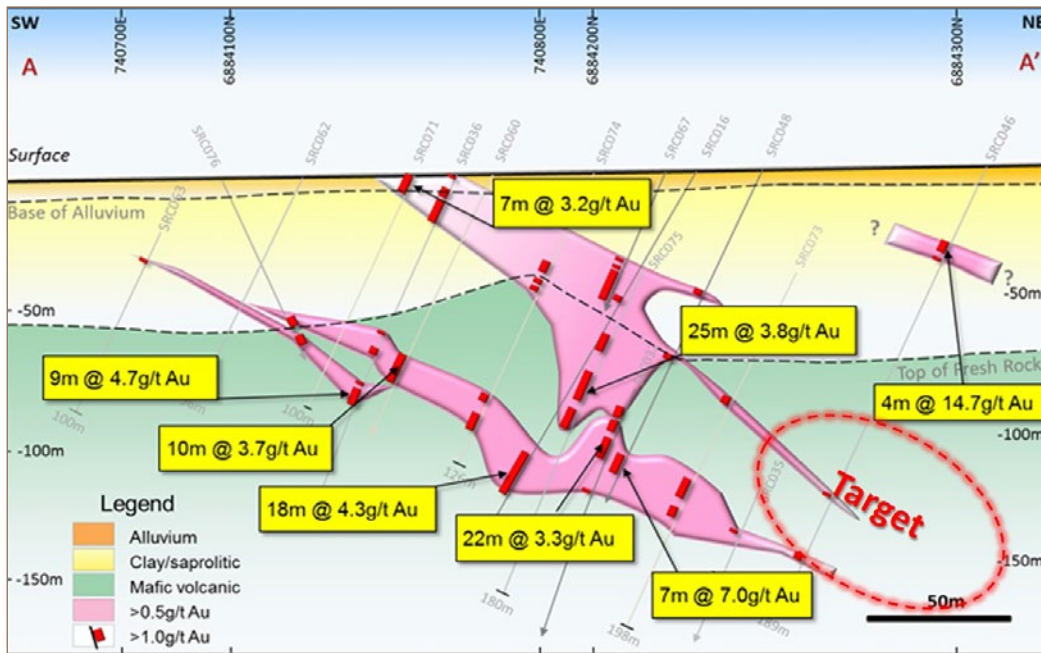 SW
NE
740700E
6884100N
740800E
6884200N
6884300N
A
A'
SRC076
SRC062
SRC071
SRC036
SRC060
SRC074
SRC067
SRC016
SRC048
SRC046
Surface
7m @ 3.2g/t Au
Base of Alluvium
SRC063
SRC075
SRC073
?
?
-50m
-50m
25m @ 3.8g/t Au
Top of Fresh Rock
9m @ 4.7g/t Au
4m @ 14.7g/t Au
100m
100m
10m @ 3.7g/t Au
-100m
-100m
126m
SRC035
Target
18m @ 4.3g/t Au
22m @ 3.3g/t Au
7m @ 7.0g/t Au
-150m
-150m
180m
198m
189m
50m
Legend
Alluvium
Clay/saprolitic
Mafic volcanic
>0.5g/t Au
>1.0g/t Au